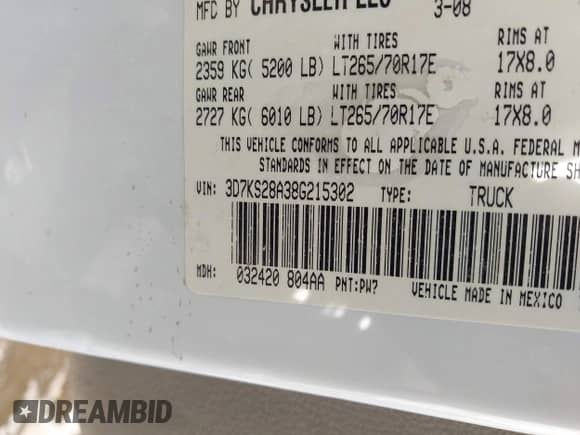 MFC BY CHRYSLER LLC 3-08
GAWR FRONT WITH TIRES RIMS AT
2359 KG( 5200 LB) LT265/70R17E 17X8.0
GAWR REAR WITH TIRES RIMS AT
2727 KG( 6010 LB) LT265/70R17E 17X8.0
THIS VEHICLE CONFORMS TO ALL APPLICABLE U.S.A. FEDERAL M
STANDARDS IN EFFECT ON THE DATE OF MANUFACTURE SH
VIN: 3D7KS28A38G215302 TYPE: TRUCK
MDH: 032420 804AA PNT:PW7 VEHICLE MADE IN MEXICO
DREAMBID